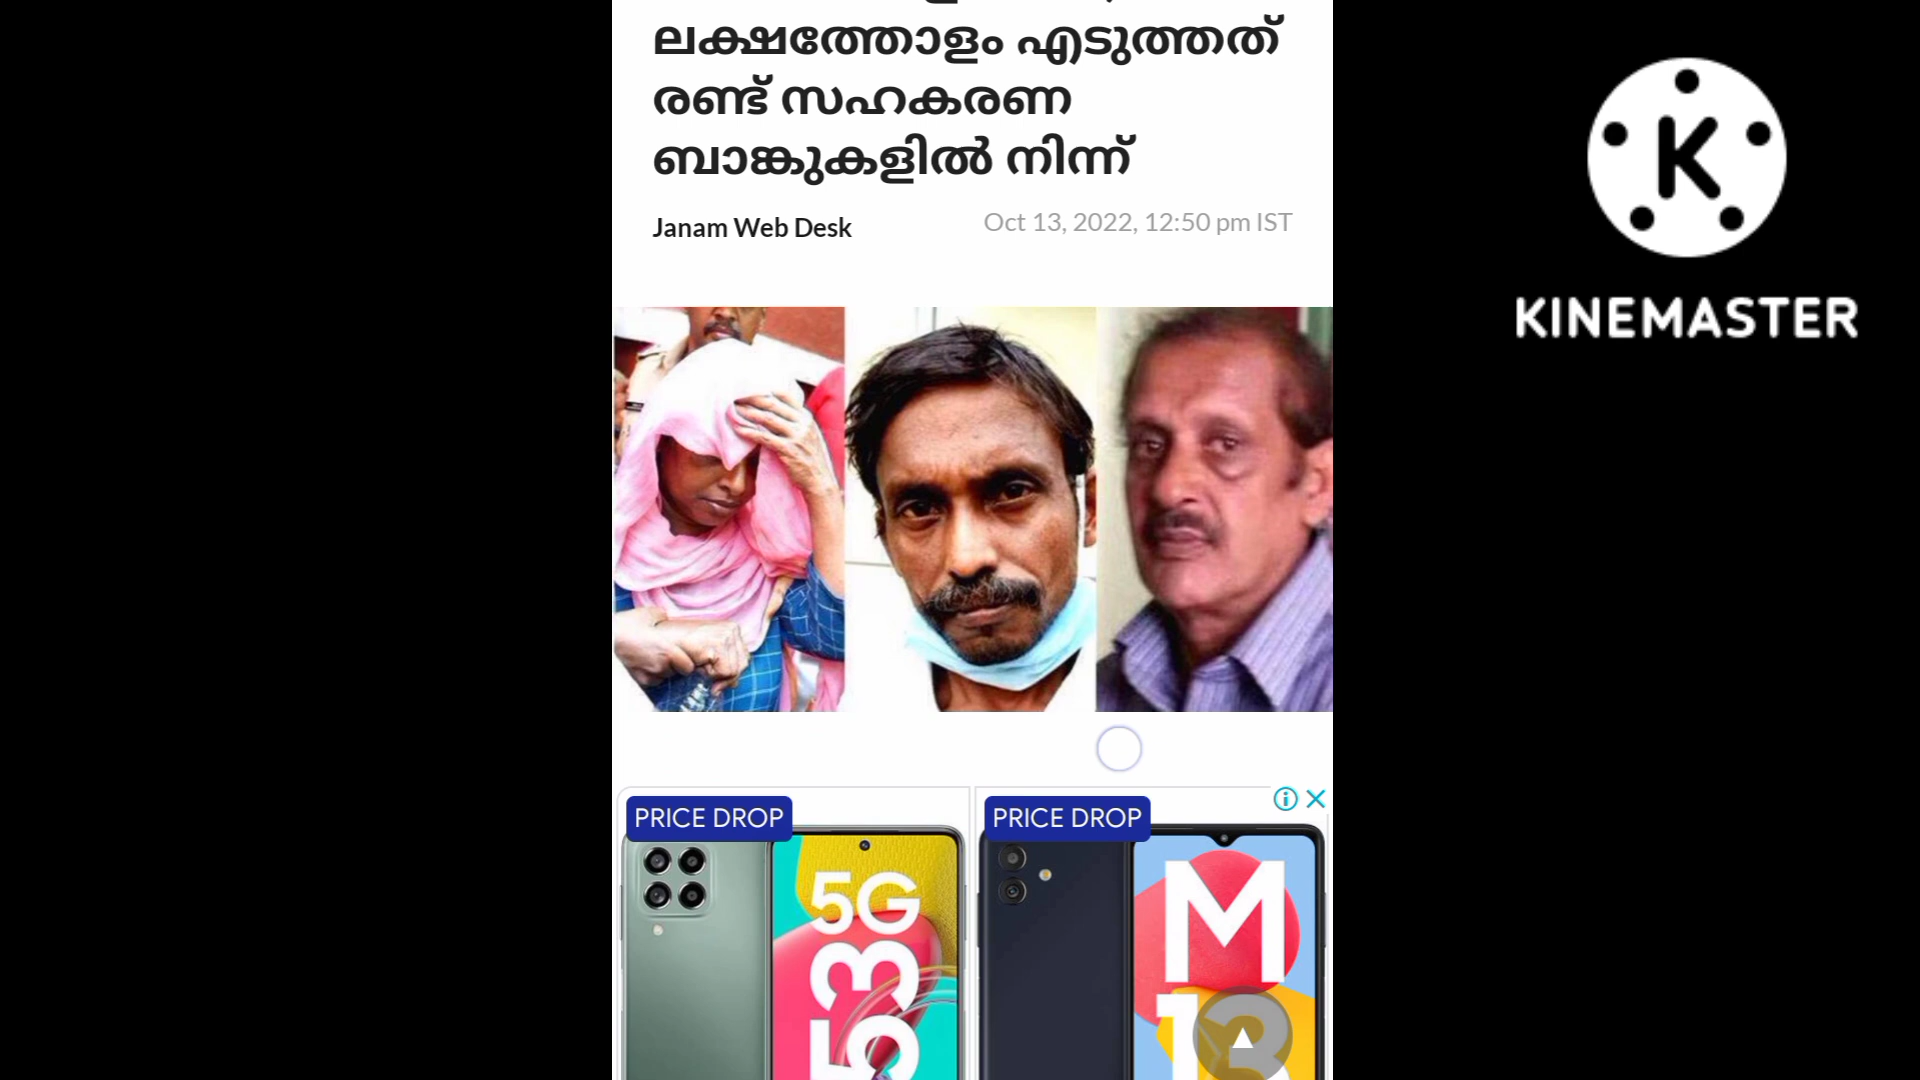 ലക്ഷത്തോളം എടുത്തത്
രണ്ട് സഹകരണ
ബാങ്കുകളിൽ നിന്ന്
Janam Web Desk
Oct 13, 2022, 12:50 pm IST
K
KINEMASTER
PRICE DROP
PRICE DROP
5G
M